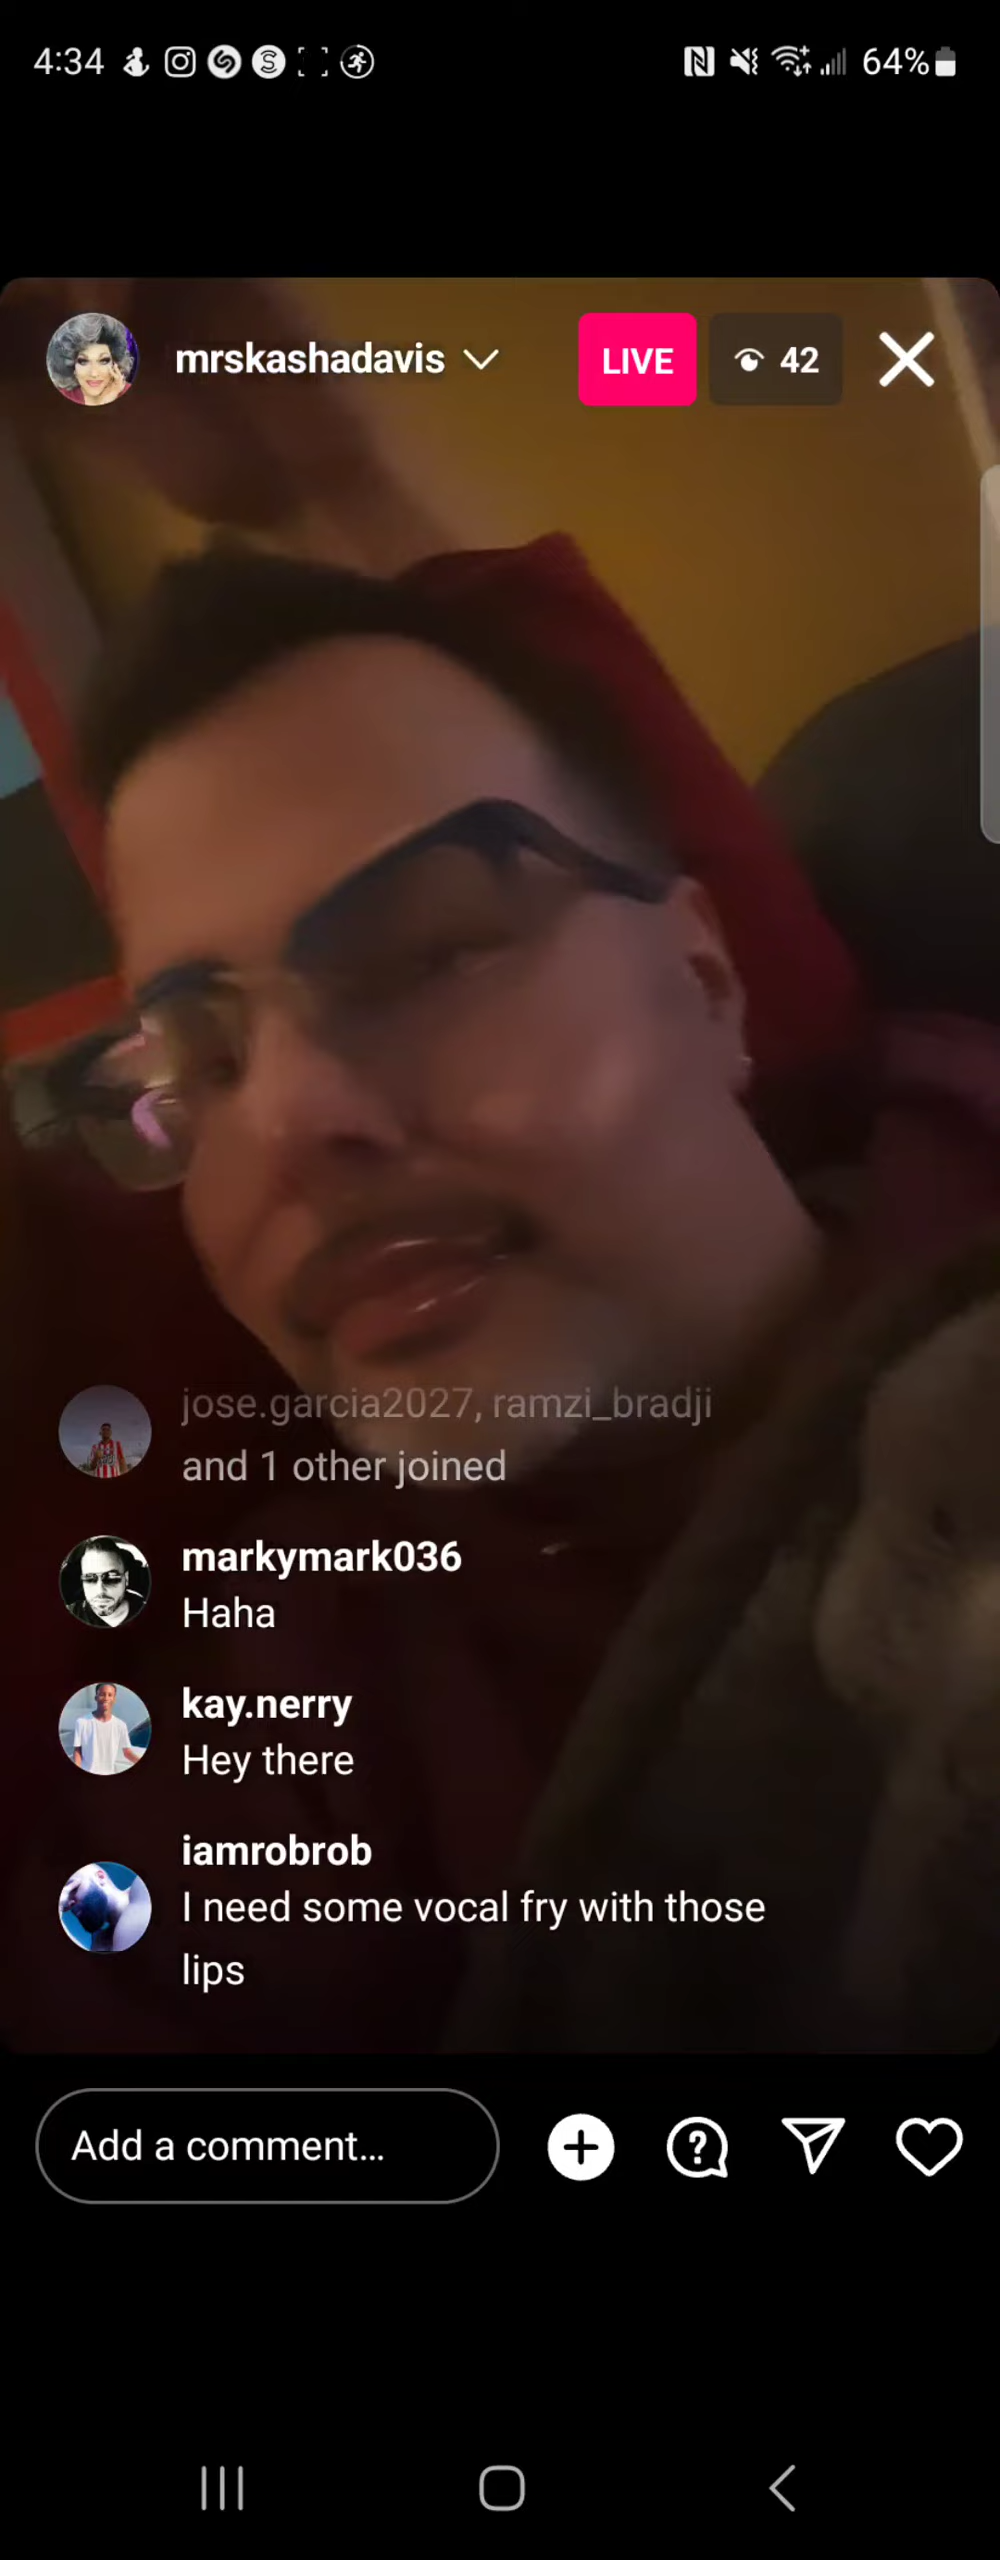 4:34
64%
mrskashadavis
LIVE
42
jose.garcia2027, ramzi_bradji
and 1 other joined
markymark036
Haha
kay.nerry
Hey there
iamrobrob
I need some vocal fry with those
lips
Add a comment...